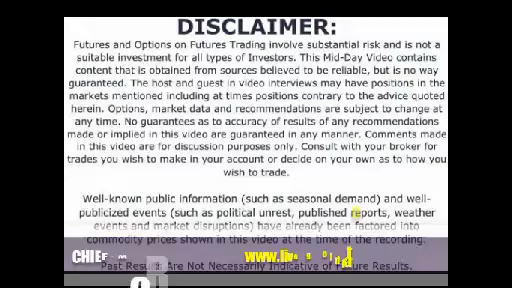 DISCLAIMER:
Futures and Options on Futures Trading involve substantial risk and is not a
suitable investment for all types of Investors. This Mid-Day Video contains
content that is obtained from sources believed to be reliable, but is no way
guaranteed. The host and guest in video interviews may have positions in the
markets mentioned including at times positions contrary to the advice quoted
herein. Options, market data and recommendations are subject to change at
any time. No guarantees as to accuracy of results of any recommendations
made or implied in this video are guaranteed in any manner. Comments made
in this video are for discussion purposes only. Consult with your broker for
trades you wish to make in your account or decide on your own as to how you
wish to trade.
Well-known public information (such as seasonal demand) and well-
publicized events (such as political unrest, published reports, weather
events and market disruptions) have already been factored into
commodity prices shown in this video at the time of the recording.
CHIEF
Past Results Are Not Necessarily Indicative of Future Results.